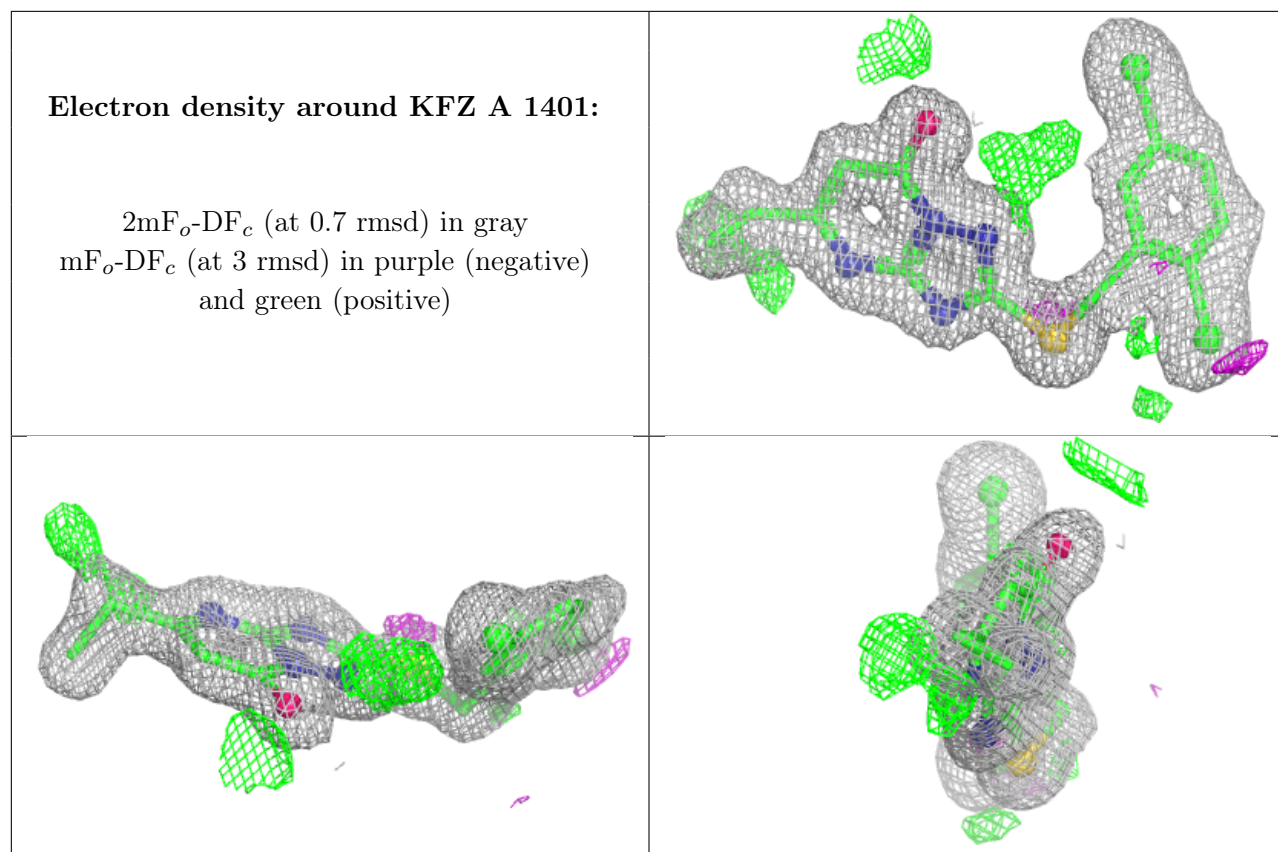 Electron density around KFZ A 1401:
2mFₒ-DF𝒸 (at 0.7 rmsd) in gray
mFₒ-DF𝒸 (at 3 rmsd) in purple (negative)
and green (positive)